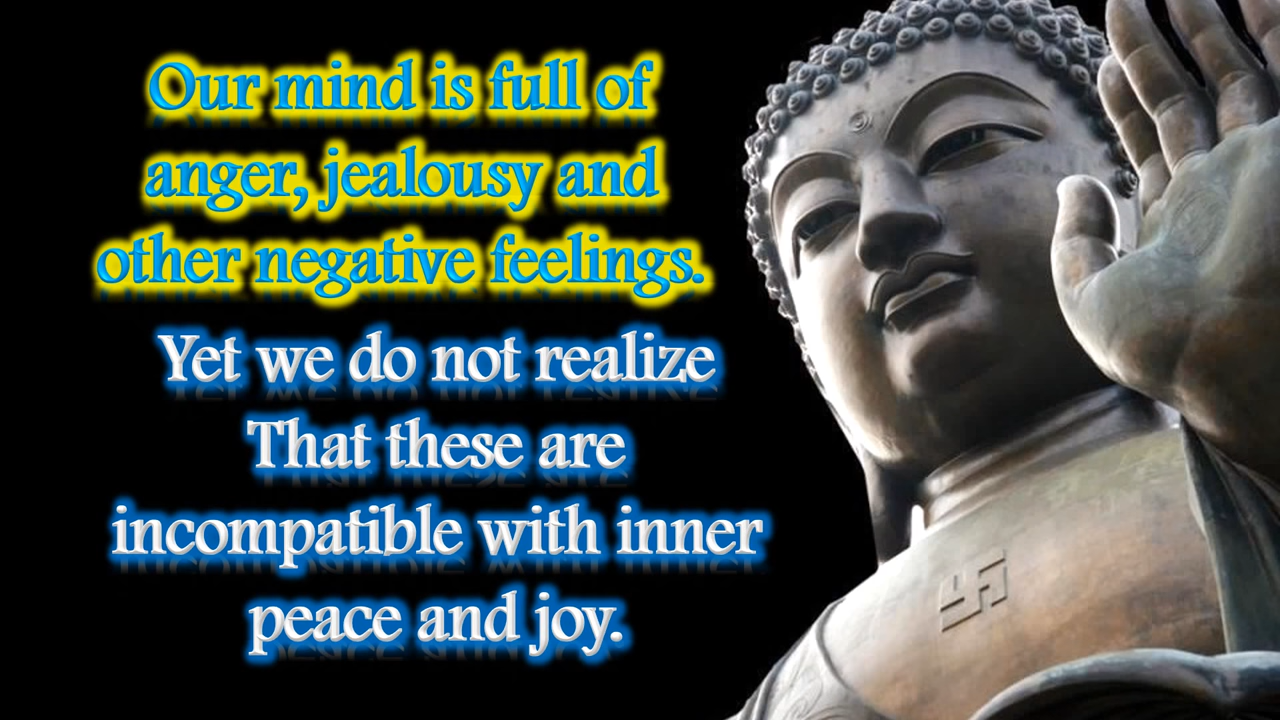 Our mind is full of
anger, jealousy and
other negative feelings.
Yet we do not realize
That these are
incompatible with inner
peace and joy.